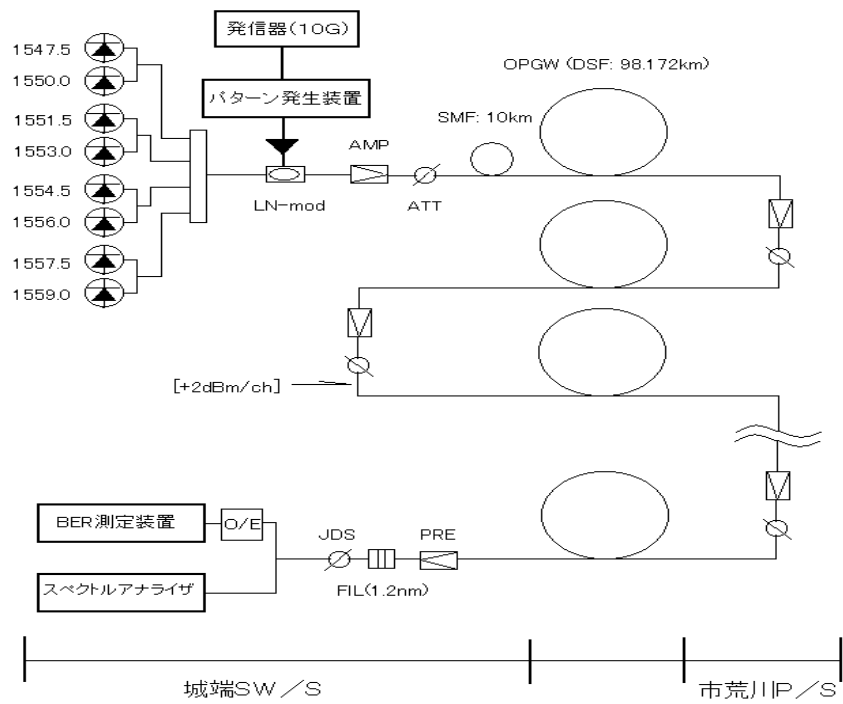 発信器(10G)
パターン発生装置
1547.5
1550.0
1551.5
1553.0
1554.5
1556.0
1557.5
1559.0
LN-mod
AMP
ATT
SMF: 10km
OPGW (DSF: 98.172km)
[+2dBm/ch]
BER測定装置
O/E
スペクトルアナライザ
JDS
FIL(1.2nm)
PRE
城端SW/S
市荒川P/S